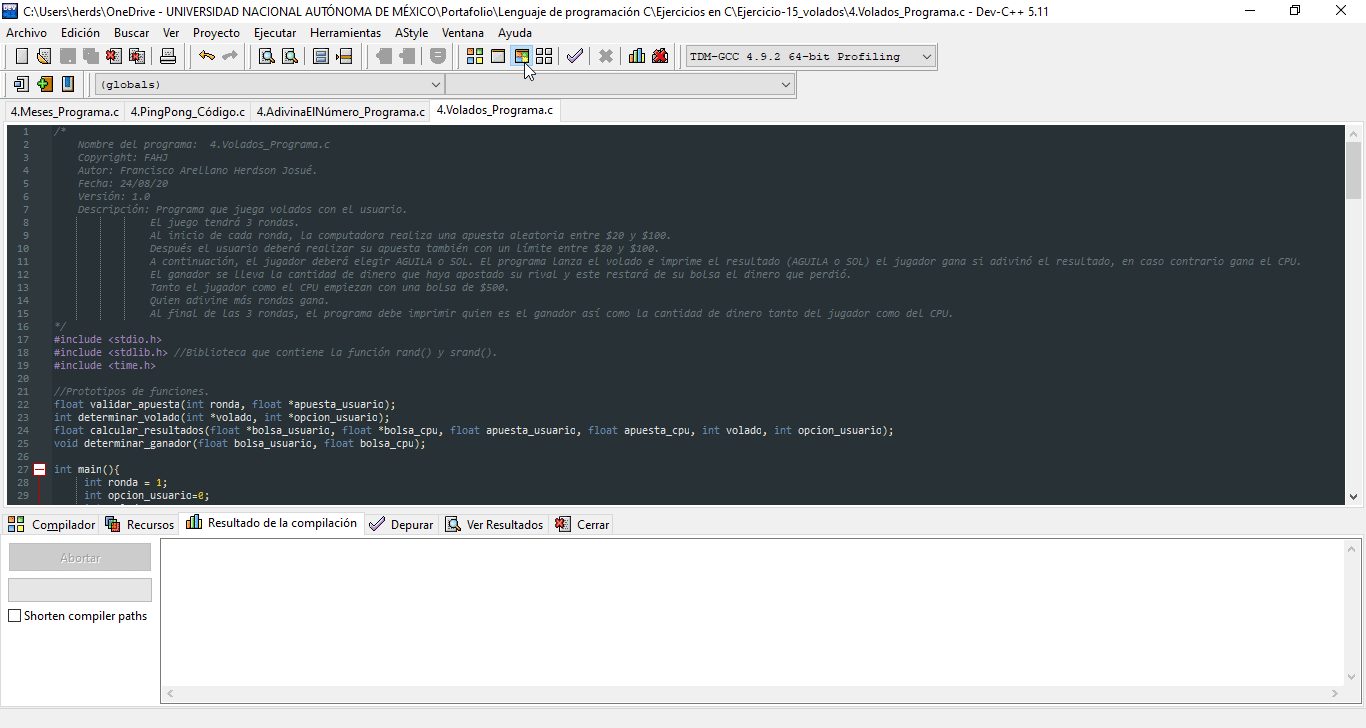 C:\Users\herds\OneDrive - UNIVERSIDAD NACIONAL AUTÓNOMA DE MÉXICO\Portafolio\Lenguaje de programación C\Ejercicios en C\Ejercicio-15_volados\4.Volados_Programa.c - Dev-C++ 5.11
Archivo Edición Buscar Ver Proyecto Ejecutar Herramientas AStyle Ventana Ayuda
TDM-GCC 4.9.2 64-bit Profiling
(globals)
4.Meses_Programa.c 4.PingPong_Código.c 4.AdivinaElNúmero_Programa.c 4.Volados_Programa.c
1 /*
2 Nombre del programa: 4.Volados_Programa.c
3 Copyright: FAHJ
4 Autor: Francisco Arellano Herdson Josué.
5 Fecha: 24/08/20
6 Versión: 1.0
7 Descripción: Programa que juega volados con el usuario.
8 El juego tendrá 3 rondas.
9 Al inicio de cada ronda, la computadora realiza una apuesta aleatoria entre $20 y $100.
10 Después el usuario deberá realizar su apuesta también con un límite entre $20 y $100.
11 A continuación, el jugador deberá elegir AGUILA o SOL. El programa lanza el volado e imprime el resultado (AGUILA o SOL) el jugador gana si adivinó el resultado, en caso contrario gana el CPU.
12 El ganador se lleva la cantidad de dinero que haya apostado su rival y este restará de su bolsa el dinero que perdió.
13 Tanto el jugador como el CPU empiezan con una bolsa de $500.
14 Quien adivine más rondas gana.
15 Al final de las 3 rondas, el programa debe imprimir quien es el ganador así como la cantidad de dinero tanto del jugador como del CPU.
16 */
17 #include <stdio.h>
18 #include <stdlib.h> //Biblioteca que contiene la función rand() y srand().
19 #include <time.h>
20
21 //Prototipos de funciones.
22 float validar_apuesta(int ronda, float *apuesta_usuario);
23 int determinar_volado(int *volado, int *opcion_usuario);
24 float calcular_resultados(float *bolsa_usuario, float *bolsa_cpu, float apuesta_usuario, float apuesta_cpu, int volado, int opcion_usuario);
25 void determinar_ganador(float bolsa_usuario, float bolsa_cpu);
26
27 int main(){
28 int ronda = 1;
29 int opcion_usuario=0;
Compilador Recursos Resultado de la compilación Depurar Ver Resultados Cerrar
Abortar
Shorten compiler paths